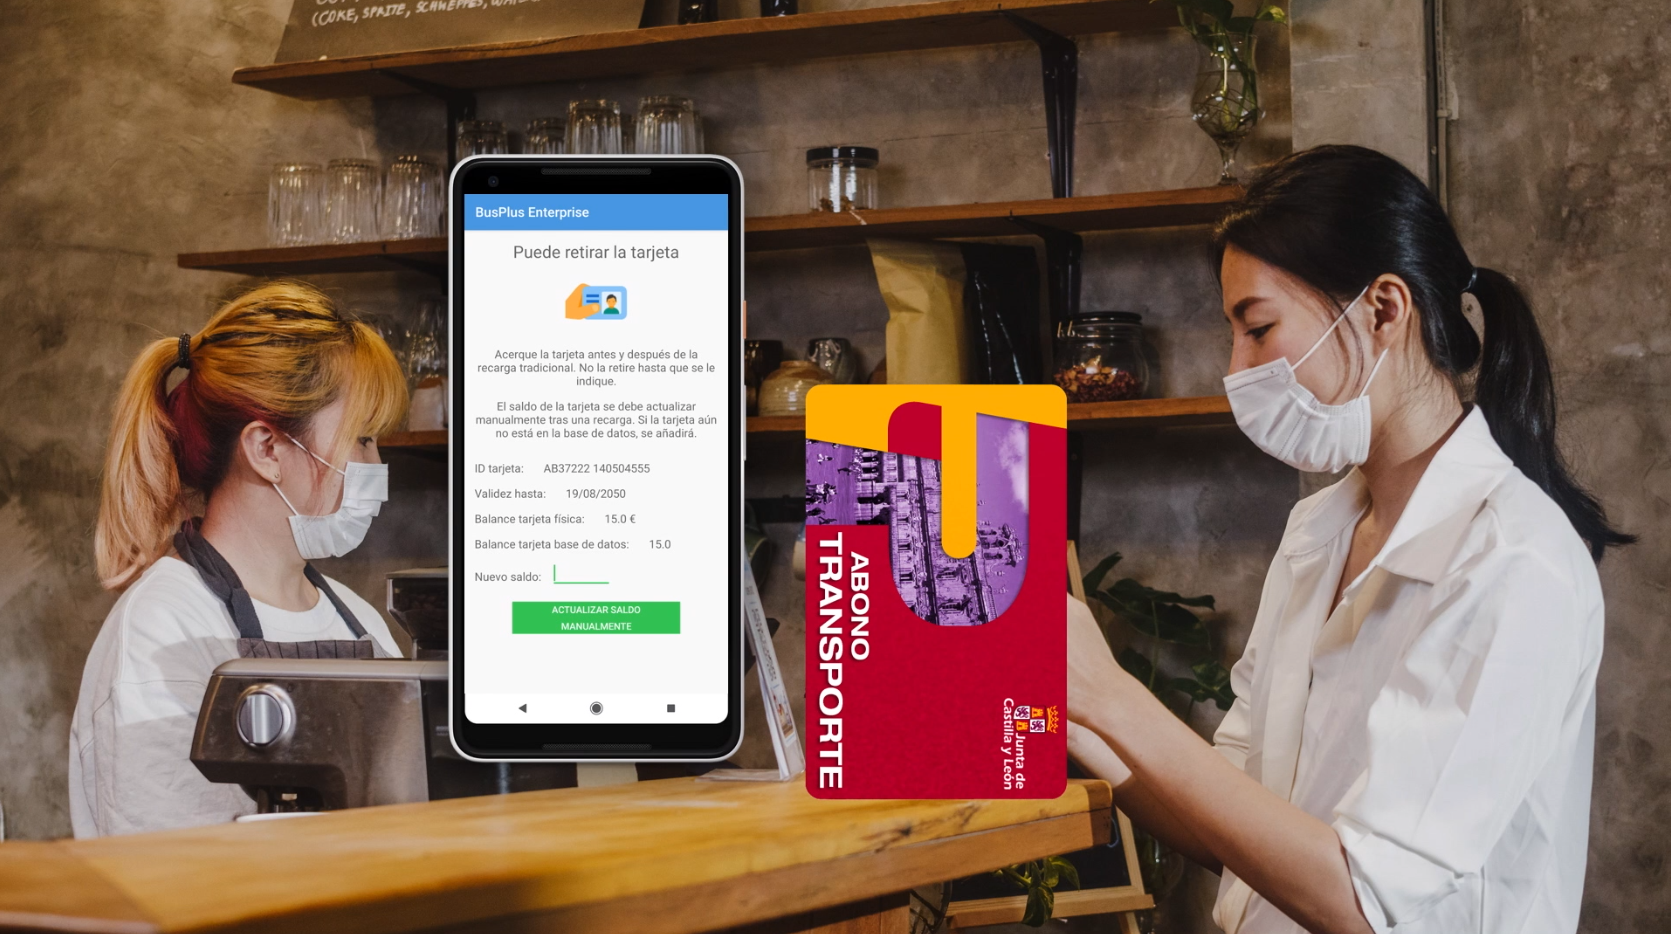 (COKE, SPRITE, SCHWEPPES,
BusPlus Enterprise
Puede retirar la tarjeta
Acerque la tarjeta antes y después de la
recarga tradicional. No la retire hasta que se le
indique.
El saldo de la tarjeta se debe actualizar
manualmente tras una recarga. Si la tarjeta aún
no está en la base de datos, se añadirá.
ID tarjeta: AB37222 140504555
Validez hasta: 19/08/2050
Balance tarjeta física: 15.0 €
Balance tarjeta base de datos: 15.0
Nuevo saldo:
ACTUALIZAR SALDO
MANUALMENTE
ABONO
TRANSPORTE
Junta de
Castilla y León